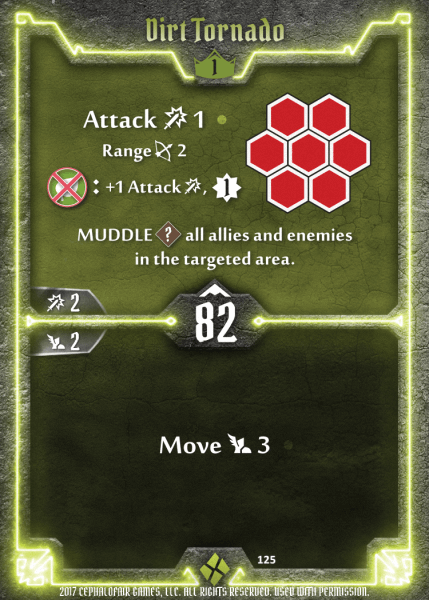 Dirt Tornado
1
Attack 1
Range 2
: +1 Attack , 1
MUDDLE ? all allies and enemies
in the targeted area.
2
82
2
Move 3
125
2017 CEPHALOFAIR GAMES, LLC. ALL RIGHTS RESERVED. USED WITH PERMISSION.